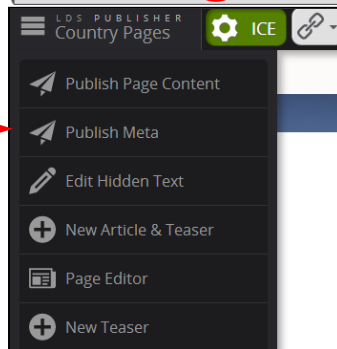 LDS PUBLISHER
Country Pages
ICE
Publish Page Content
Publish Meta
Edit Hidden Text
New Article & Teaser
Page Editor
New Teaser